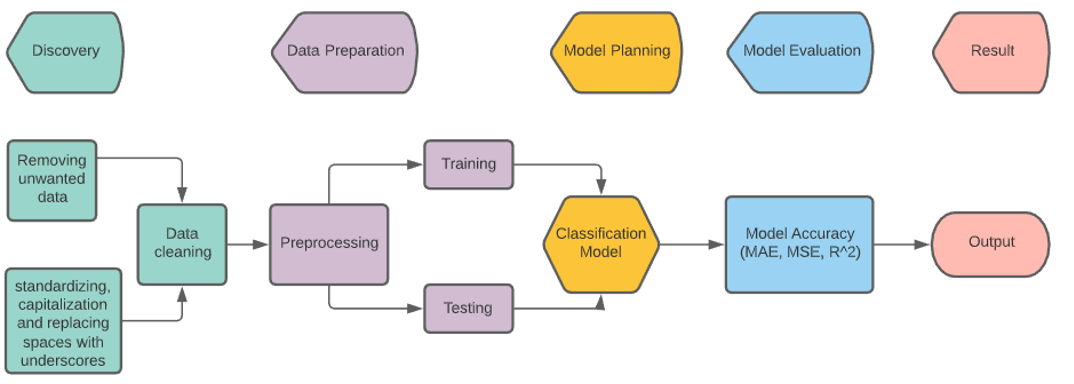 Discovery
Data Preparation
Model Planning
Model Evaluation
Result
Removing
unwanted
data
Data
cleaning
standardizing,
capitalization
and replacing
spaces with
underscores
Preprocessing
Training
Testing
Classification
Model
Model Accuracy
(MAE, MSE, R^2)
Output